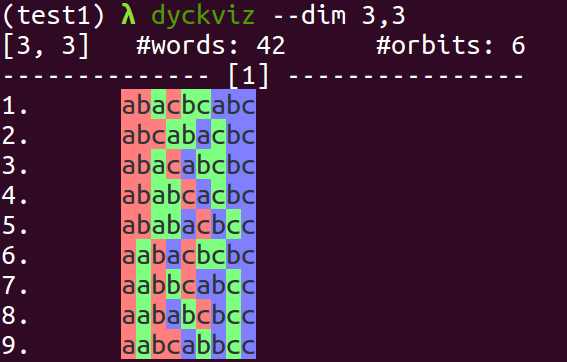 (test1) λ dyckviz --dim 3,3
[3, 3] #words: 42 #orbits: 6
-------------- [1] ----------------
1. abacbcabc
2. abcabacbc
3. abacabcbc
4. ababcacbc
5. ababacbcc
6. aabacbcbc
7. aabbcabcc
8. aababcbcc
9. aabcabbcc